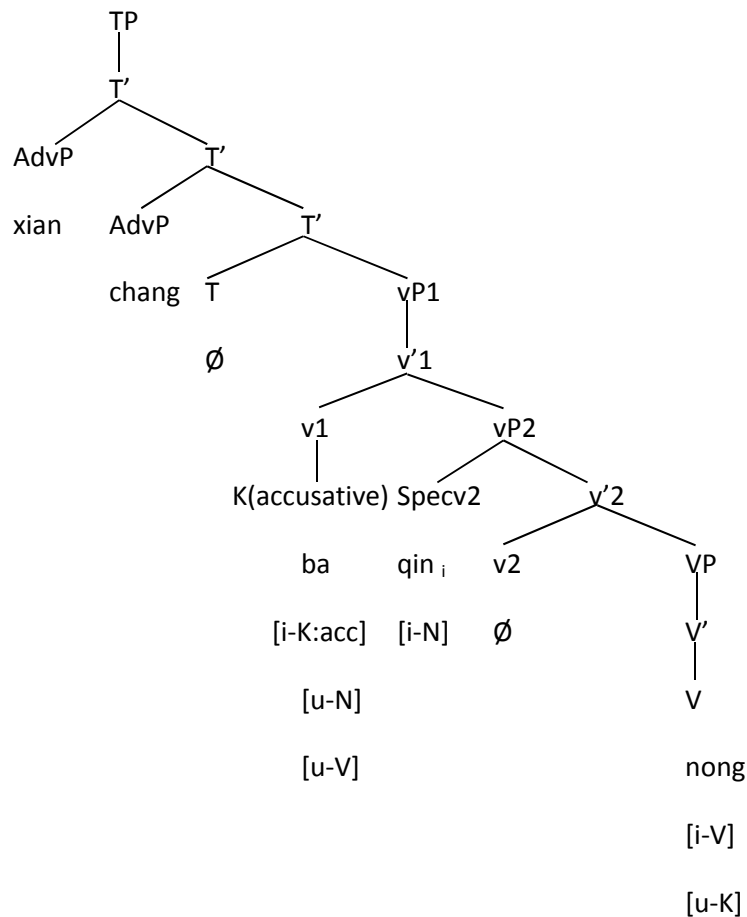 TP
T’
AdvP T’
xian AdvP T’
chang T vP1
Ø v’1
v1 vP2
K(accusative) Specv2 v’2
ba qin i v2 VP
[i-K:acc] [i-N] Ø V’
[u-N] V
[u-V] nong
[i-V]
[u-K]